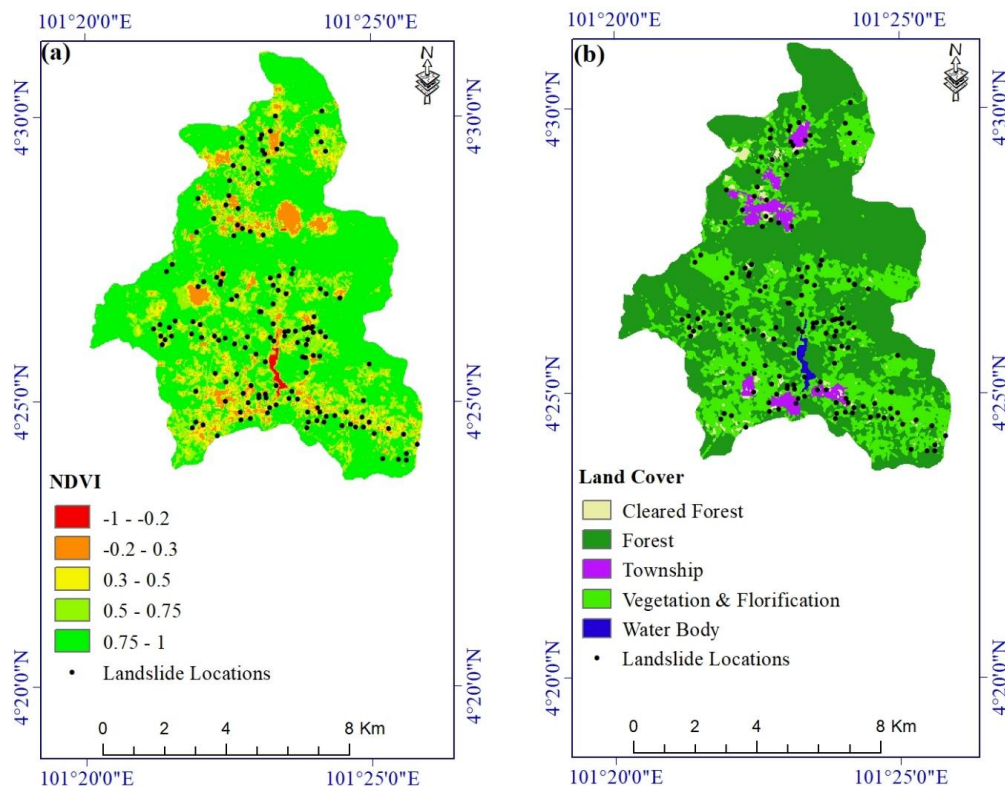 101°20'0"E 101°25'0"E
(a)
N
4°30'0"N 4°30'0"N
4°25'0"N 4°25'0"N
4°20'0"N 4°20'0"N
NDVI
-1 - -0.2
-0.2 - 0.3
0.3 - 0.5
0.5 - 0.75
0.75 - 1
Landslide Locations
0 2 4 8 Km
101°20'0"E 101°25'0"E
101°20'0"E 101°25'0"E
(b)
N
4°30'0"N 4°30'0"N
4°25'0"N 4°25'0"N
4°20'0"N 4°20'0"N
Land Cover
Cleared Forest
Forest
Township
Vegetation & Florification
Water Body
Landslide Locations
0 2 4 8 Km
101°20'0"E 101°25'0"E